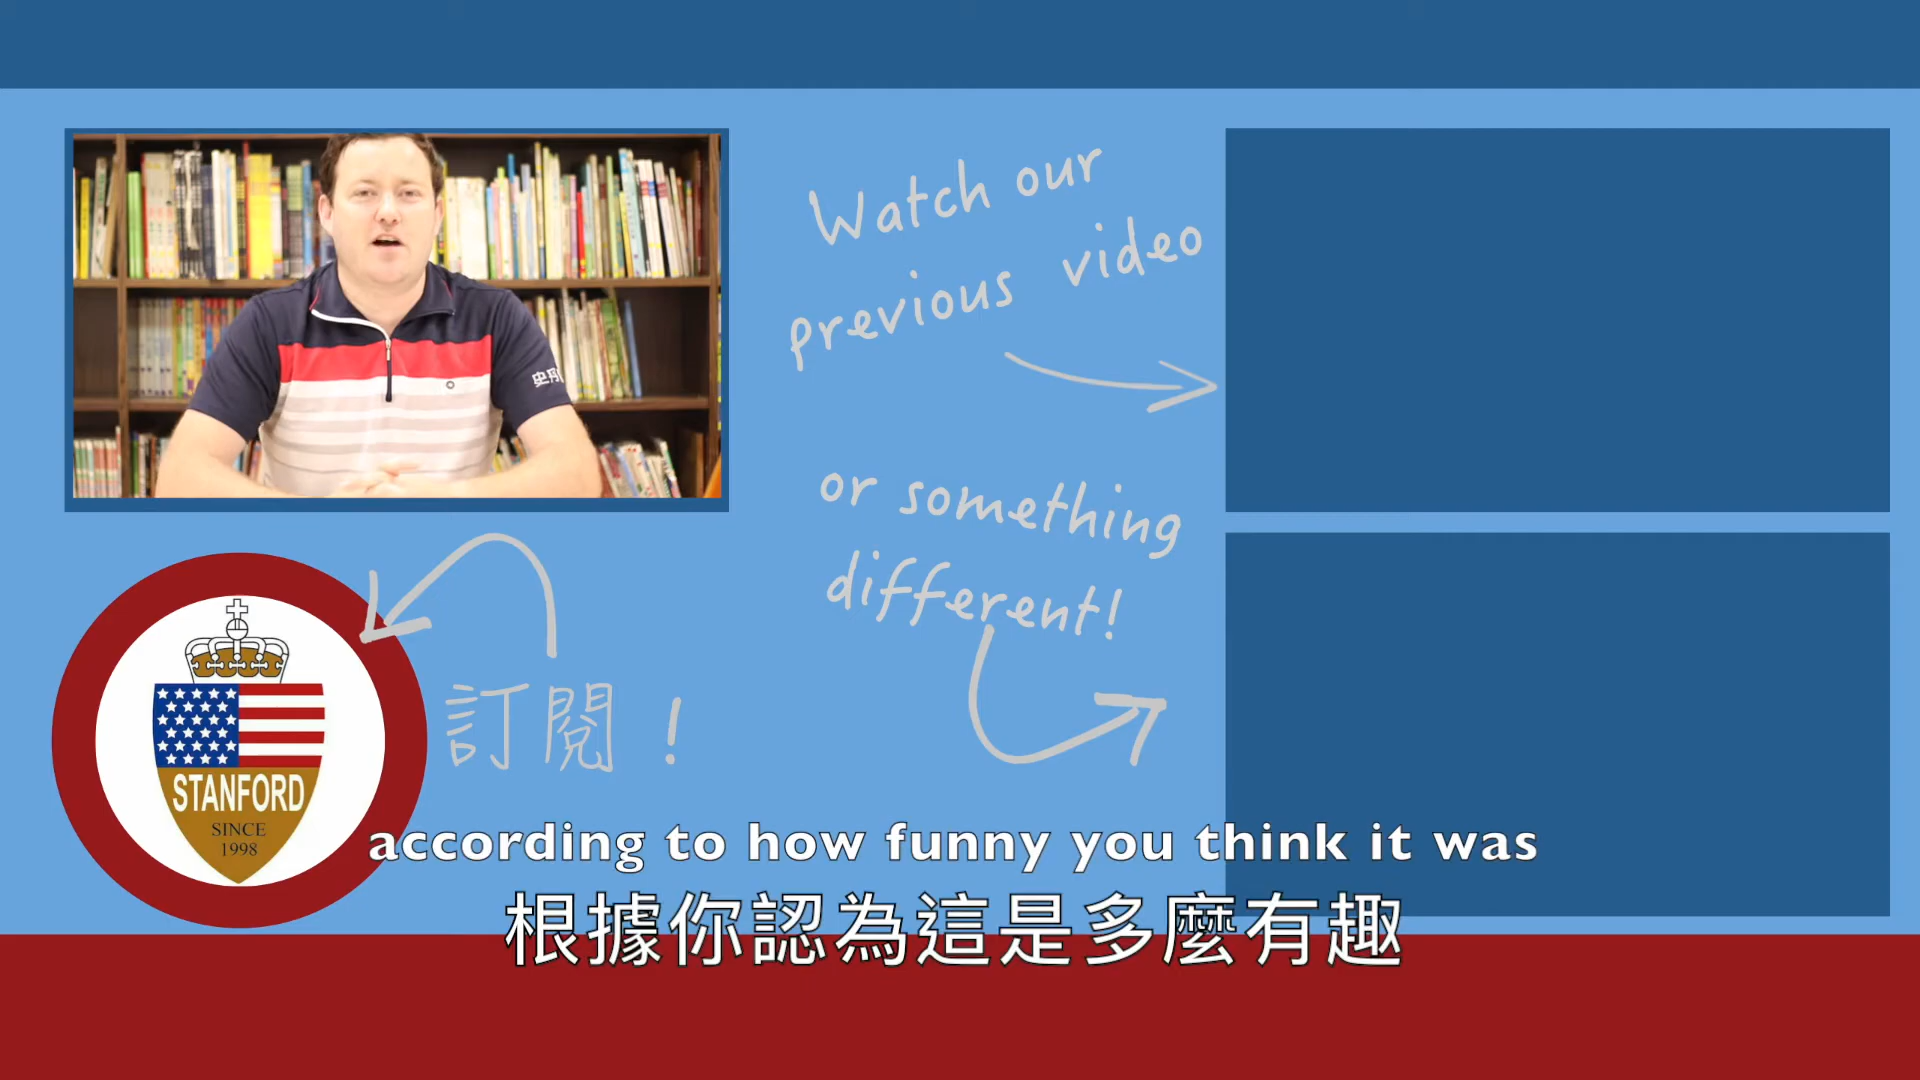 Watch our
previous video
or something
different!
訂閱!
STANFORD
SINCE
1998
according to how funny you think it was
根據你認為這是多麼有趣